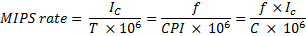 MIPS rate = I_C / (T × 10^6) = f / (CPI × 10^6) = (f × I_c) / (C × 10^6)